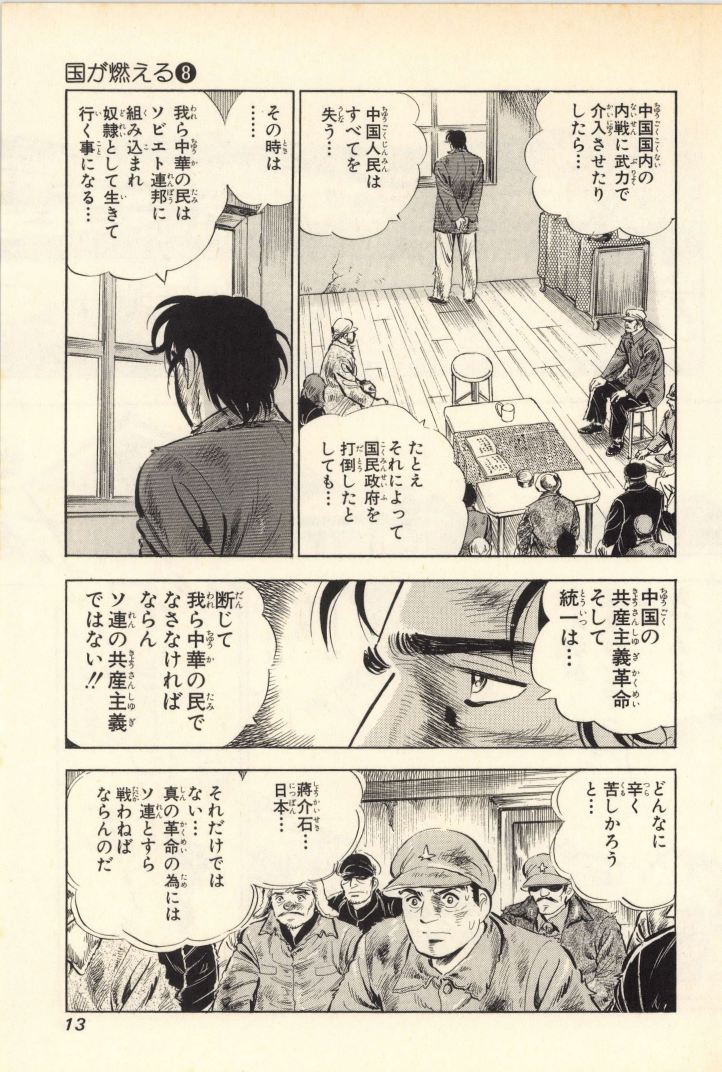 国が燃える❽
中国国内の
内戦に武力で
介入させたり
したら…
中国人民は
すべてを
失う…
たとえ
それによって
国民政府を
打倒したと
しても…
その時は
……
我ら中華の民は
ソビエト連邦に
組み込まれ
奴隷として生きて
行く事になる…
中国の
共産主義革命
そして
統一は…
断じて
我ら中華の民で
なさなければ
ならん
ソ連の共産主義
ではない!!
どんなに
辛く
苦しかろう
と…
蔣介石…
日本…
それだけでは
ない…
真の革命の為には
ソ連とすら
戦わねば
ならんのだ
13